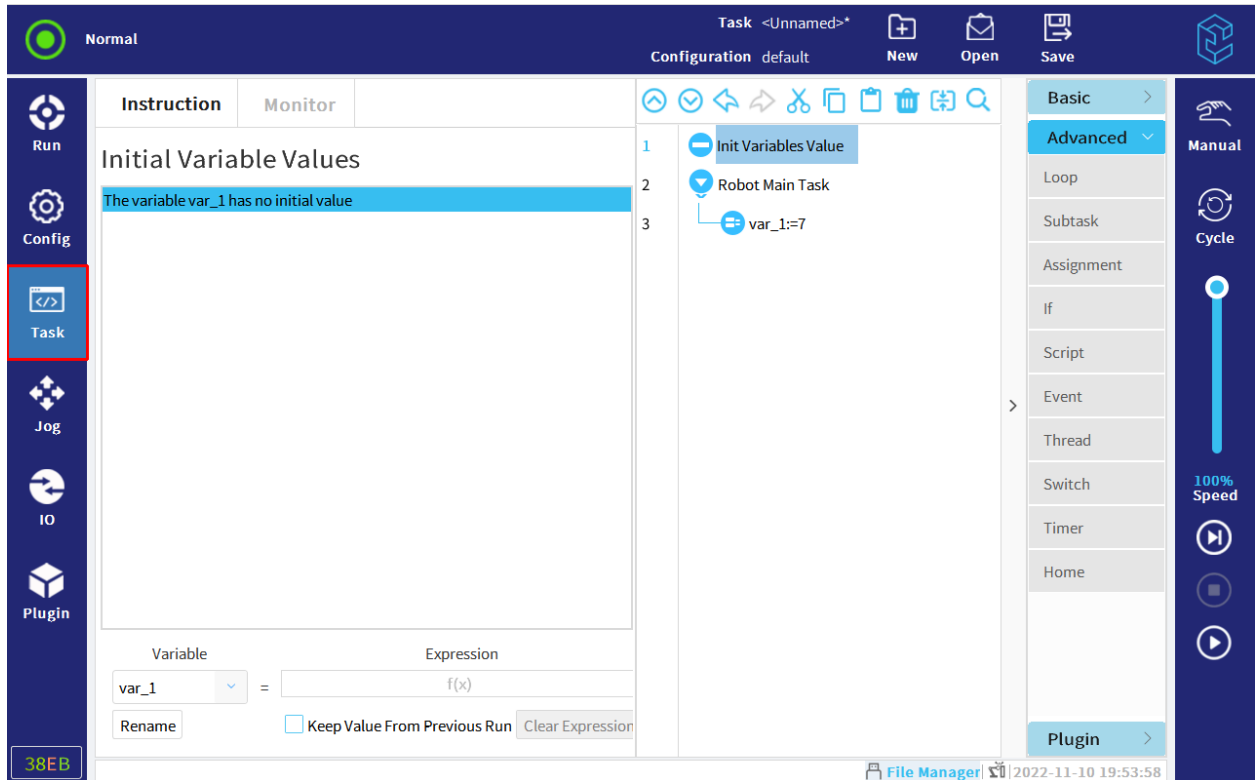 Normal
Task <Unnamed>*
Configuration default
New
Open
Save
Run
Config
Task
Jog
IO
Plugin
38EB
Instruction
Monitor
Initial Variable Values
The variable var_1 has no initial value
Variable
Expression
var_1
=
f(x)
Rename
Keep Value From Previous Run
Clear Expression
1
Init Variables Value
2
Robot Main Task
3
var_1:=7
>
Basic >
Advanced
Loop
Subtask
Assignment
If
Script
Event
Thread
Switch
Timer
Home
Plugin >
Manual
Cycle
100%
Speed
File Manager
2022-11-10 19:53:58